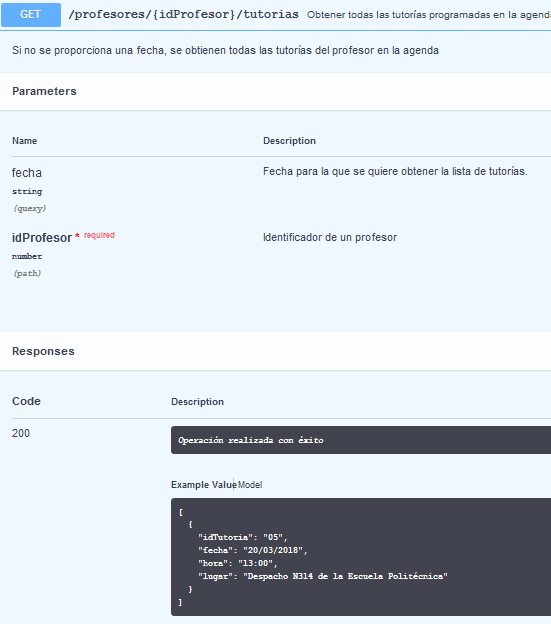 GET /profesores/{idProfesor}/tutorias Obtener todas las tutorías programadas en la agend
Si no se proporciona una fecha, se obtienen todas las tutorías del profesor en la agenda
Parameters
Name Description
fecha Fecha para la que se quiere obtener la lista de tutorías.
string
(query)
idProfesor * required Identificador de un profesor
number
(path)
Responses
Code Description
200 Operación realizada con éxito
Example Value Model
[
{
"idTutoria": "05",
"fecha": "20/03/2018",
"hora": "13:00",
"lugar": "Despacho N314 de la Escuela Politécnica"
}
]